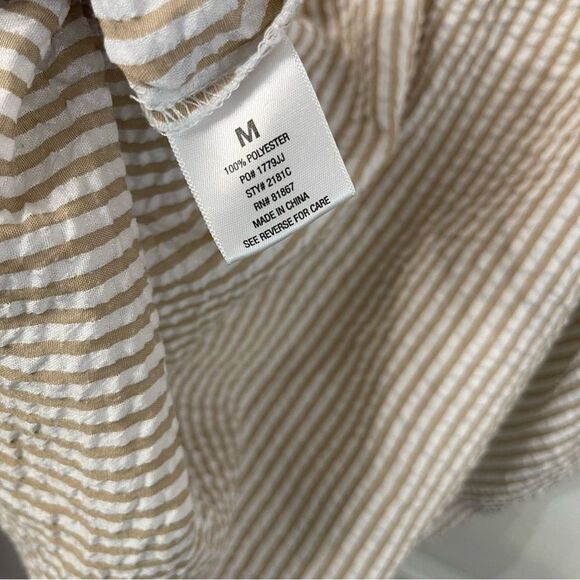 M
100% POLYESTER
PO# 1779JJ
STY# 2181C
RN# 81867
MADE IN CHINA
SEE REVERSE FOR CARE